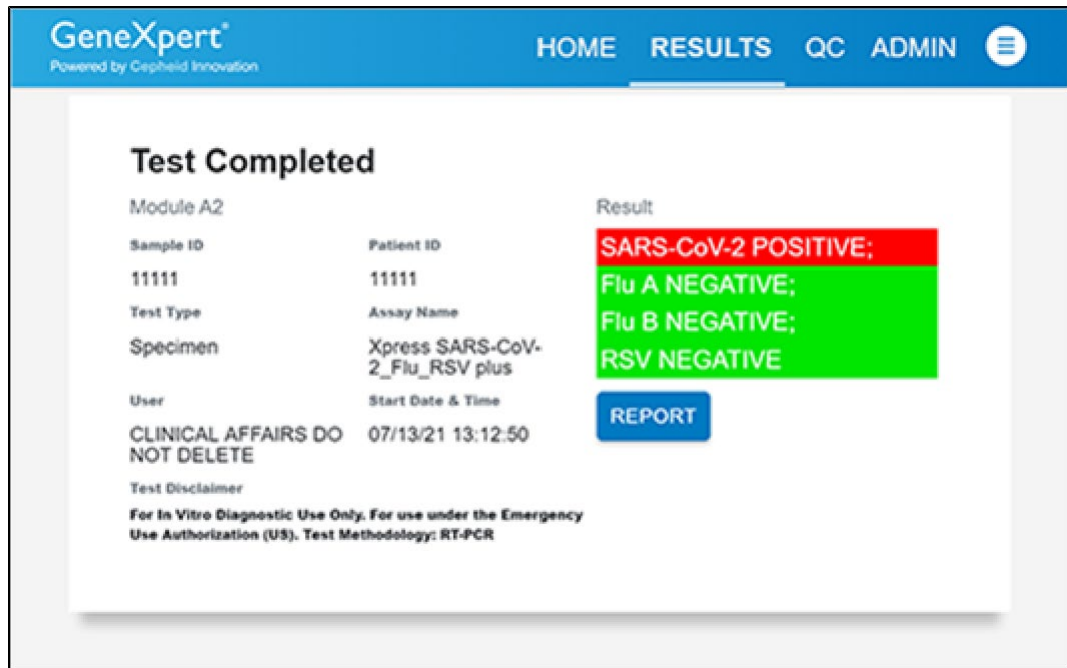 GeneXpert®
Powered by Cepheid Innovation
HOME RESULTS QC ADMIN
Test Completed
Module A2
Sample ID Patient ID
11111 11111
Test Type Assay Name
Specimen Xpress SARS-CoV-
2_Flu_RSV plus
User Start Date & Time
CLINICAL AFFAIRS DO 07/13/21 13:12:50
NOT DELETE
Test Disclaimer
For In Vitro Diagnostic Use Only. For use under the Emergency
Use Authorization (US). Test Methodology: RT-PCR
Result
SARS-CoV-2 POSITIVE;
Flu A NEGATIVE;
Flu B NEGATIVE;
RSV NEGATIVE
REPORT